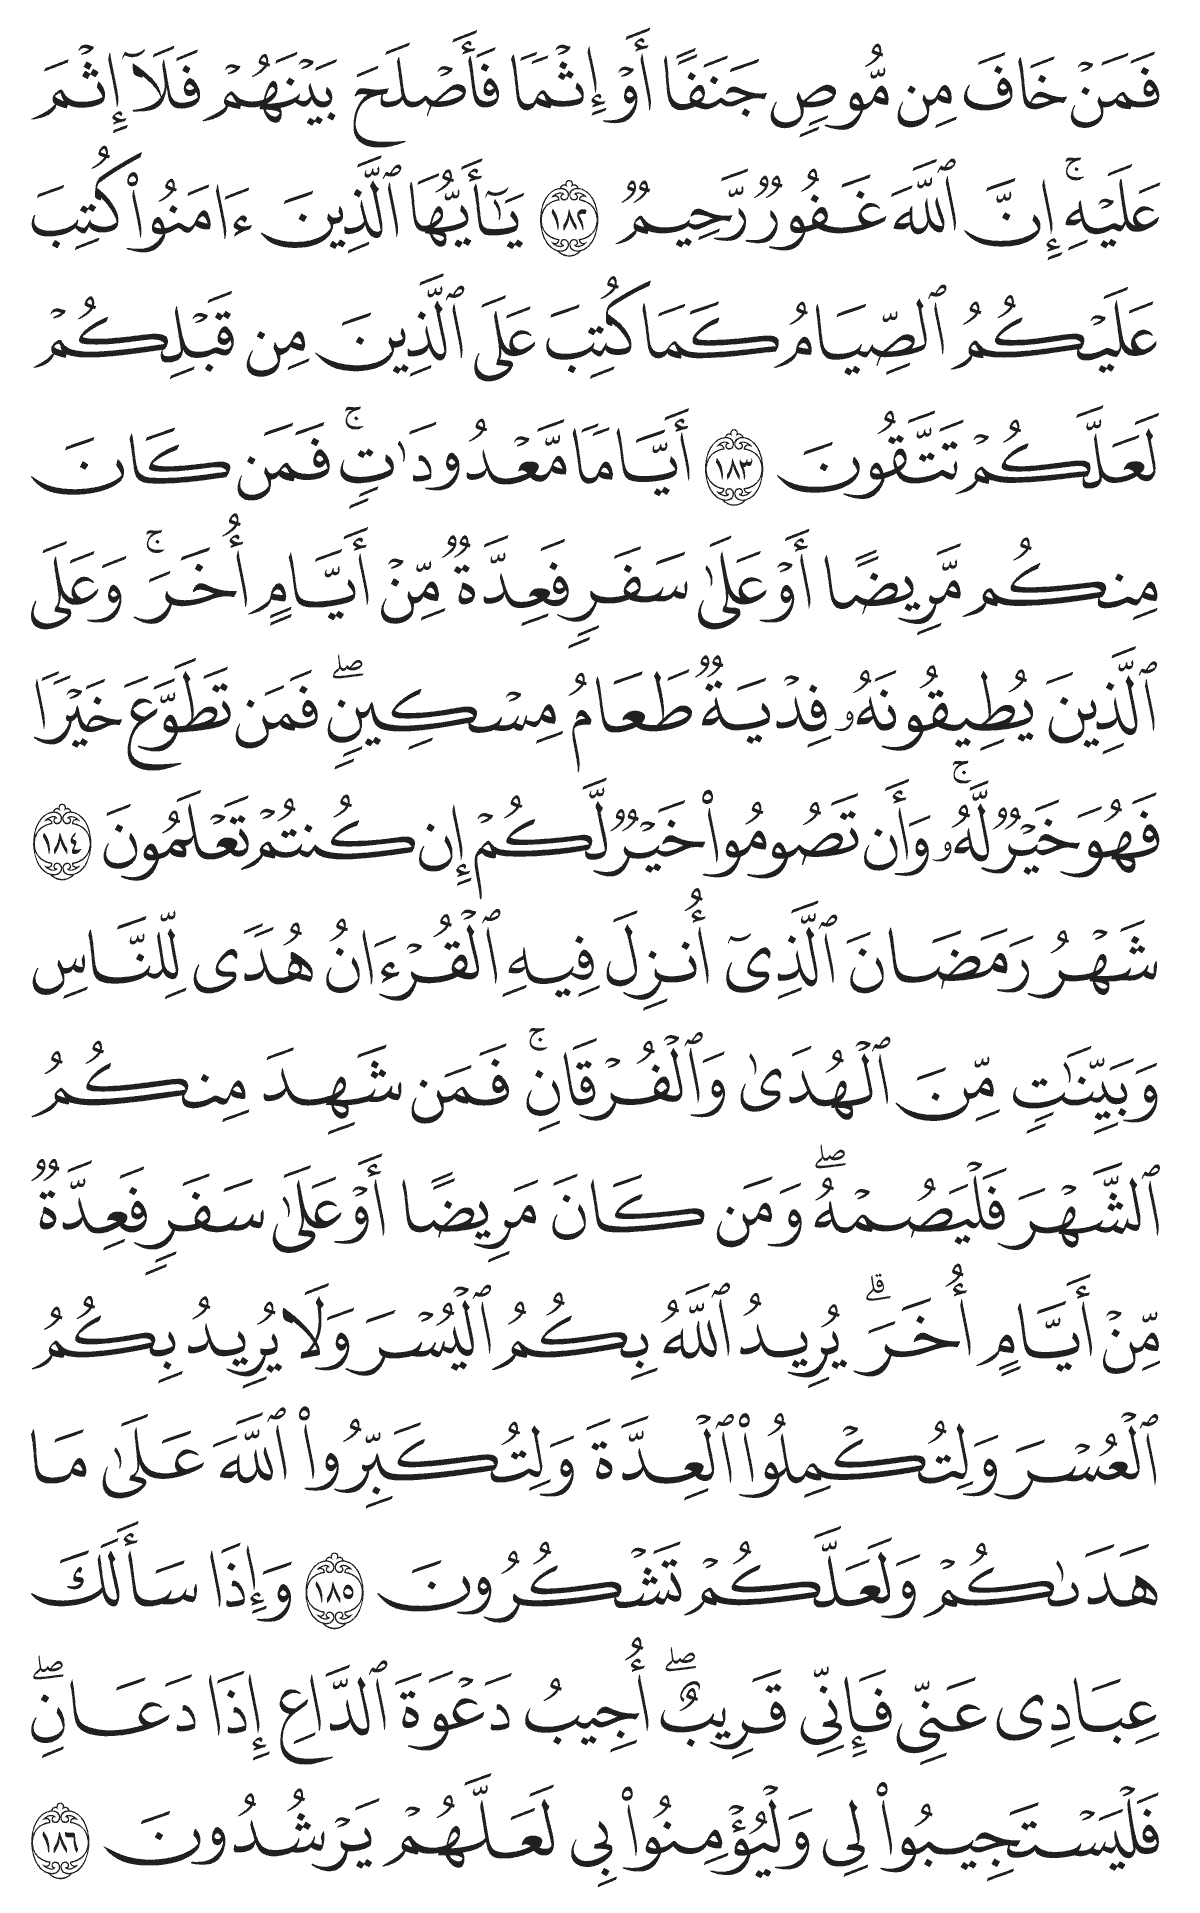 فَمَنْ خَافَ مِن مُّوصٍ جَنَفًا أَوْ إِثْمًا فَأَصْلَحَ بَيْنَهُمْ فَلَآ إِثْمَ
عَلَيْهِ ۚ إِنَّ ٱللَّهَ غَفُورٌ رَّحِيمٌ ١٨٢ يَـٰٓأَيُّهَا ٱلَّذِينَ ءَامَنُوا۟ كُتِبَ
عَلَيْكُمُ ٱلصِّيَامُ كَمَا كُتِبَ عَلَى ٱلَّذِينَ مِن قَبْلِكُمْ
لَعَلَّكُمْ تَتَّقُونَ ١٨٣ أَيَّامًا مَّعْدُودَٰتٍ ۚ فَمَن كَانَ
مِنكُم مَّرِيضًا أَوْ عَلَىٰ سَفَرٍ فَعِدَّةٌ مِّنْ أَيَّامٍ أُخَرَ ۚ وَعَلَى
ٱلَّذِينَ يُطِيقُونَهُۥ فِدْيَةٌ طَعَامُ مِسْكِينٍ ۖ فَمَن تَطَوَّعَ خَيْرًا
فَهُوَ خَيْرٌ لَّهُۥ ۚ وَأَن تَصُومُوا۟ خَيْرٌ لَّكُمْ إِن كُنتُمْ تَعْلَمُونَ ١٨٤
شَهْرُ رَمَضَانَ ٱلَّذِىٓ أُنزِلَ فِيهِ ٱلْقُرْءَانُ هُدًى لِّلنَّاسِ
وَبَيِّنَـٰتٍ مِّنَ ٱلْهُدَىٰ وَٱلْفُرْقَانِ ۚ فَمَن شَهِدَ مِنكُمُ
ٱلشَّهْرَ فَلْيَصُمْهُ ۖ وَمَن كَانَ مَرِيضًا أَوْ عَلَىٰ سَفَرٍ فَعِدَّةٌ
مِّنْ أَيَّامٍ أُخَرَ ۗ يُرِيدُ ٱللَّهُ بِكُمُ ٱلْيُسْرَ وَلَا يُرِيدُ بِكُمُ
ٱلْعُسْرَ وَلِتُكْمِلُوا۟ ٱلْعِدَّةَ وَلِتُكَبِّرُوا۟ ٱللَّهَ عَلَىٰ مَا
هَدَىٰكُمْ وَلَعَلَّكُمْ تَشْكُرُونَ ١٨٥ وَإِذَا سَأَلَكَ
عِبَادِى عَنِّى فَإِنِّى قَرِيبٌ ۖ أُجِيبُ دَعْوَةَ ٱلدَّاعِ إِذَا دَعَانِ ۖ
فَلْيَسْتَجِيبُوا۟ لِى وَلْيُؤْمِنُوا۟ بِى لَعَلَّهُمْ يَرْشُدُونَ ١٨٦